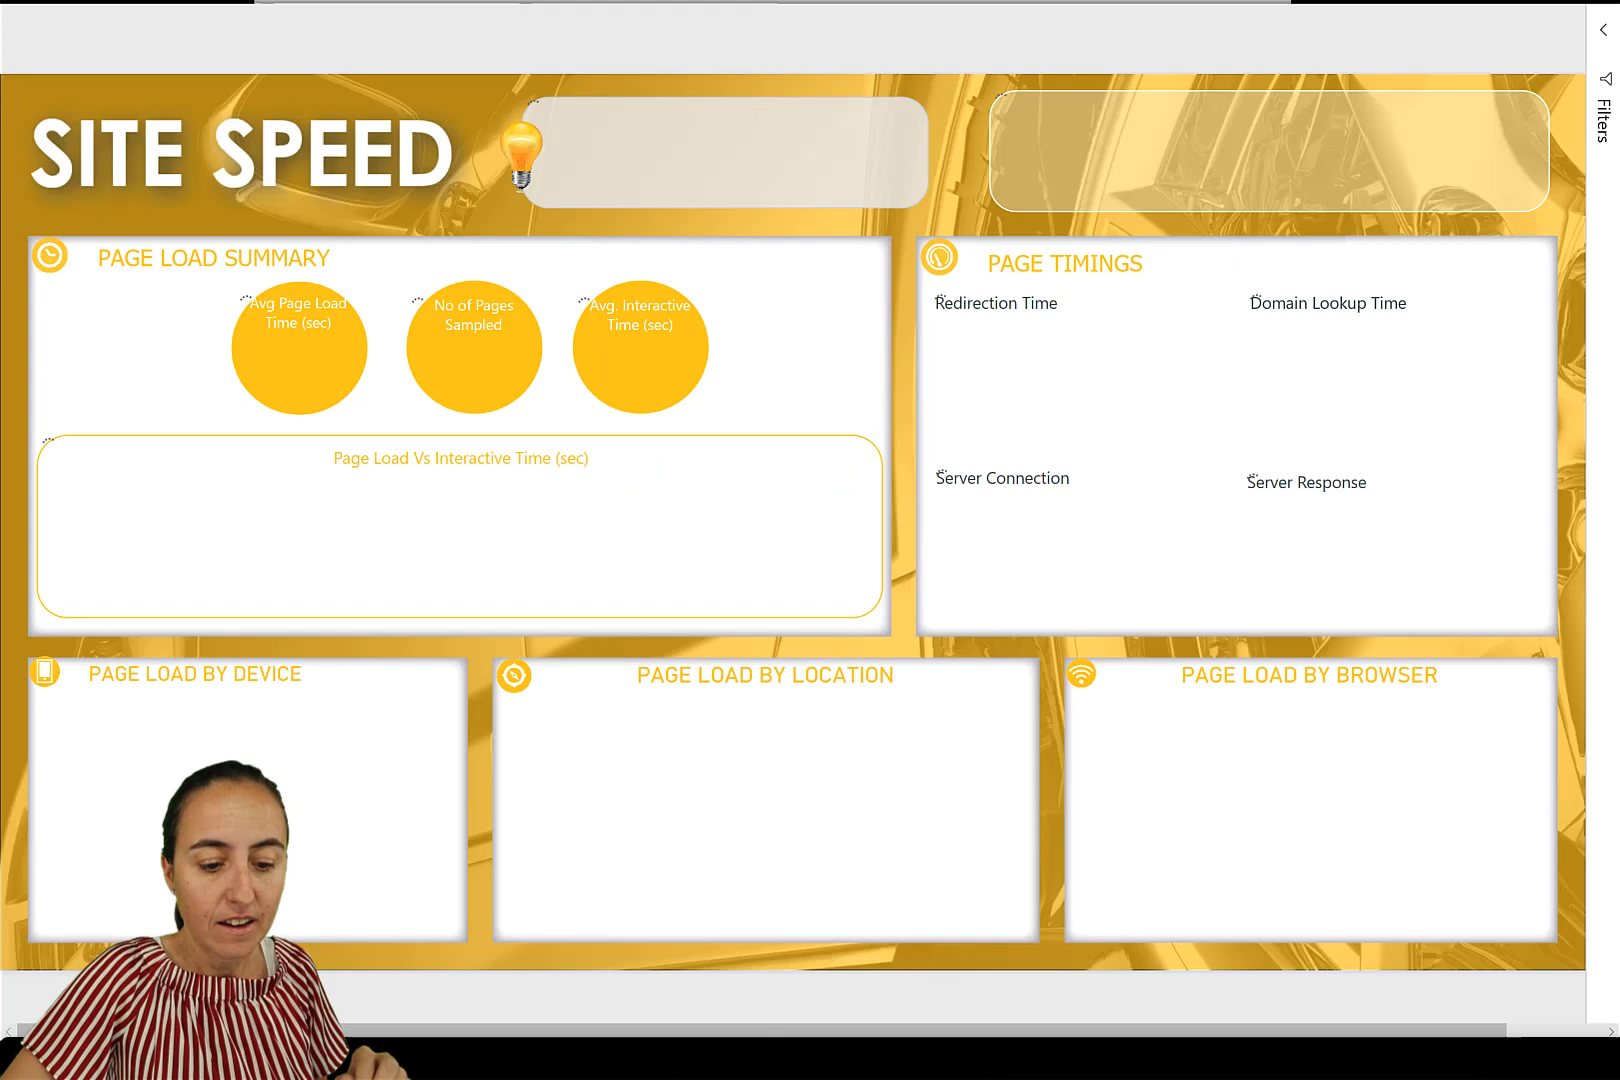 SITE SPEED
Filters
PAGE LOAD SUMMARY
Avg Page Load
Time (sec)
No of Pages
Sampled
Avg. Interactive
Time (sec)
Page Load Vs Interactive Time (sec)
PAGE TIMINGS
Redirection Time
Domain Lookup Time
Server Connection
Server Response
PAGE LOAD BY DEVICE
PAGE LOAD BY LOCATION
PAGE LOAD BY BROWSER